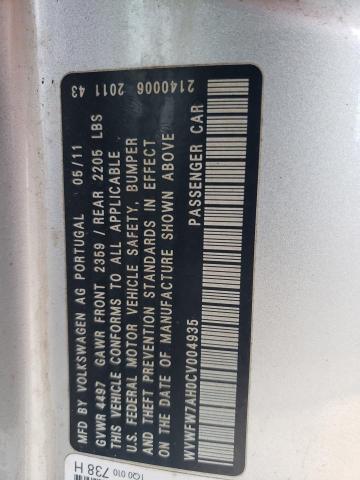 21140006 2011 43
MFD BY VOLKSWAGEN AG PORTUGAL 05/11
GVWR 4497 GAWR FRONT 2359 / REAR 2205 LBS
THIS VEHICLE CONFORMS TO ALL APPLICABLE
U.S. FEDERAL MOTOR VEHICLE SAFETY, BUMPER
AND THEFT PREVENTION STANDARDS IN EFFECT
ON THE DATE OF MANUFACTURE SHOWN ABOVE
WVWFW7AH0CV004935 PASSENGER CAR
1Q0 010 738 H